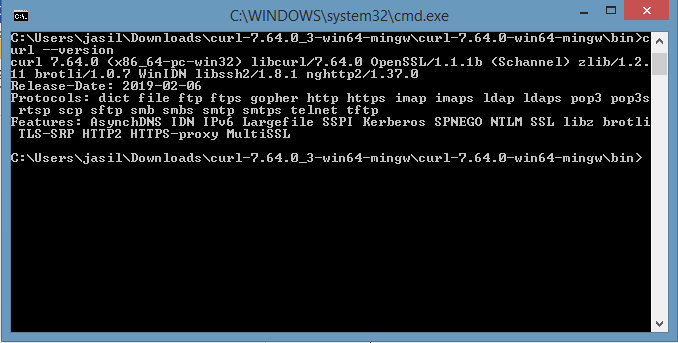 C:\WINDOWS\system32\cmd.exe
C:\Users\jasil\Downloads\curl-7.64.0_3-win64-mingw\curl-7.64.0-win64-mingw\bin>c
url --version
curl 7.64.0 (x86_64-pc-win32) libcurl/7.64.0 OpenSSL/1.1.1b (Schannel) zlib/1.2.
11 brotli/1.0.7 WinIDN libssh2/1.8.1 nghttp2/1.37.0
Release-Date: 2019-02-06
Protocols: dict file ftp ftps gopher http https imap imaps ldap ldaps pop3 pop3s
rtsp scp sftp smb smbs smtp smtps telnet tftp
Features: AsynchDNS IDN IPv6 Largefile SSPI Kerberos SPNEGO NTLM SSL libz brotli
TLS-SRP HTTP2 HTTPS-proxy MultiSSL
C:\Users\jasil\Downloads\curl-7.64.0_3-win64-mingw\curl-7.64.0-win64-mingw\bin>